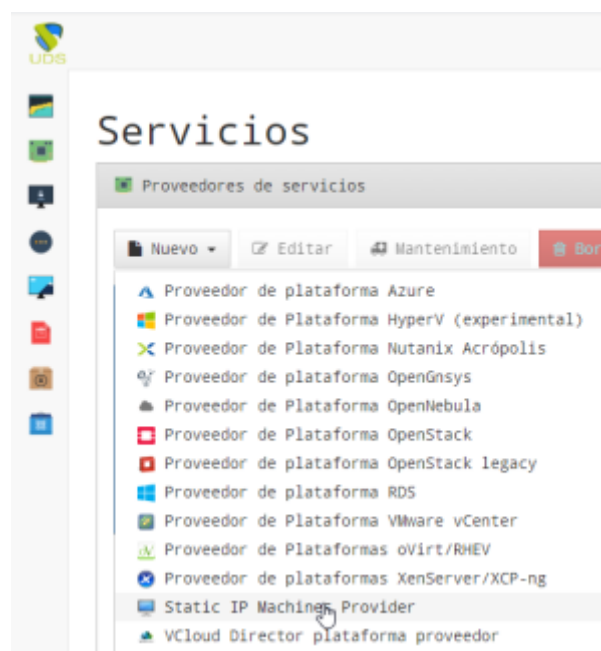 UDS
Servicios
Proveedores de servicios
Nuevo Editar Mantenimiento Bor
Proveedor de plataforma Azure
Proveedor de Plataforma HyperV (experimental)
Proveedor de Plataforma Nutanix Acrópolis
Proveedor de plataforma OpenGnsys
Proveedor de Plataforma OpenNebula
Proveedor de plataforma OpenStack
Proveedor de plataforma OpenStack legacy
Proveedor de plataforma RDS
Proveedor de Plataforma VMware vCenter
Proveedor de Plataformas oVirt/RHEV
Proveedor de plataformas XenServer/XCP-ng
Static IP Machines Provider
VCloud Director plataforma proveedor